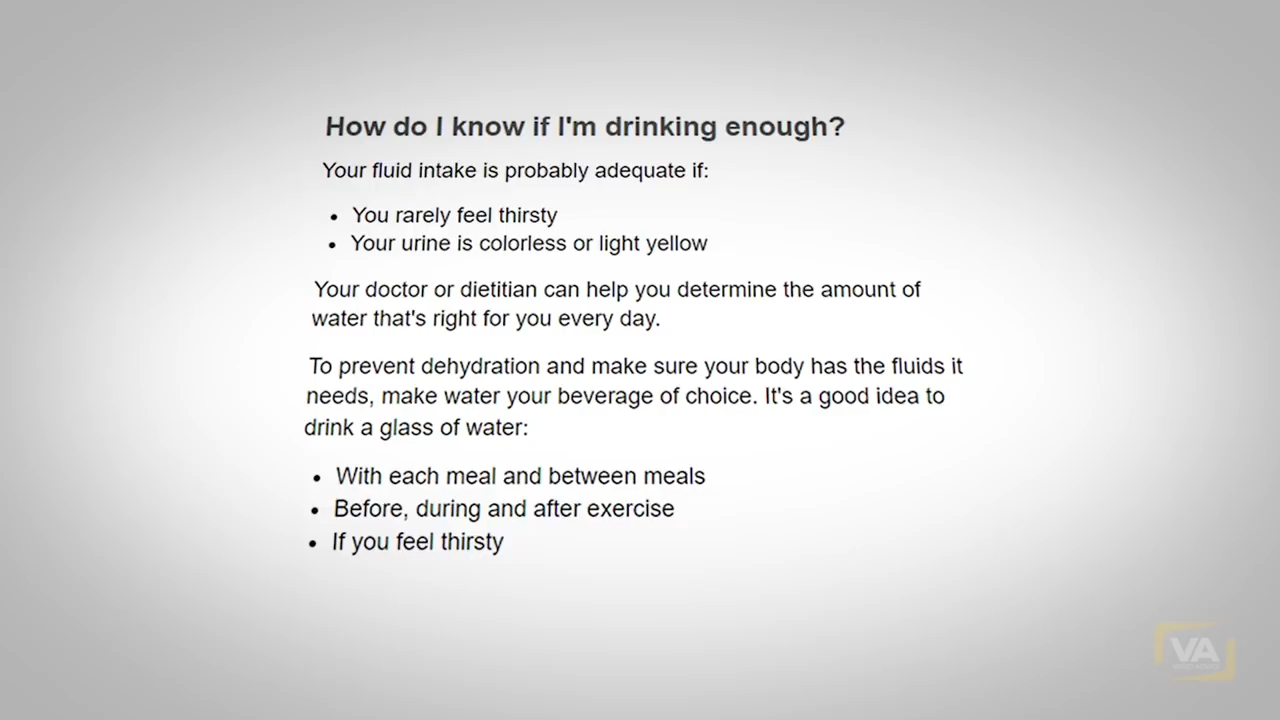 How do I know if I'm drinking enough?
Your fluid intake is probably adequate if:
• You rarely feel thirsty
• Your urine is colorless or light yellow
Your doctor or dietitian can help you determine the amount of
water that's right for you every day.
To prevent dehydration and make sure your body has the fluids it
needs, make water your beverage of choice. It's a good idea to
drink a glass of water:
• With each meal and between meals
• Before, during and after exercise
• If you feel thirsty
VA